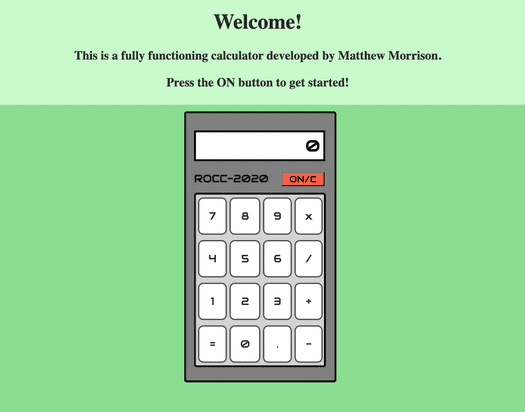 Welcome!
This is a fully functioning calculator developed by Matthew Morrison.
Press the ON button to get started!
0
ROCC-2020 ON/C
7 8 9 x
4 5 6 /
1 2 3 +
= 0 . -